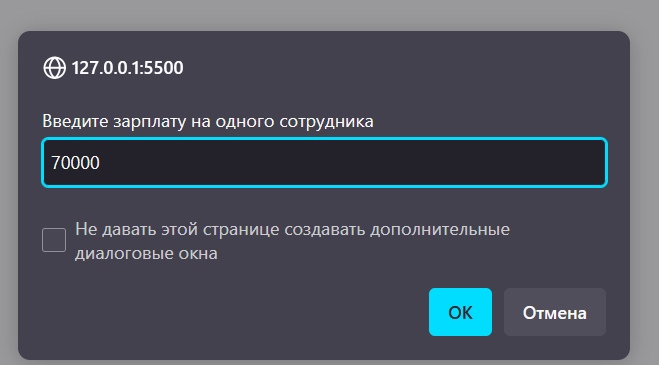 127.0.0.1:5500
Введите зарплату на одного сотрудника
70000
Не давать этой странице создавать дополнительные
диалоговые окна
OK
Отмена